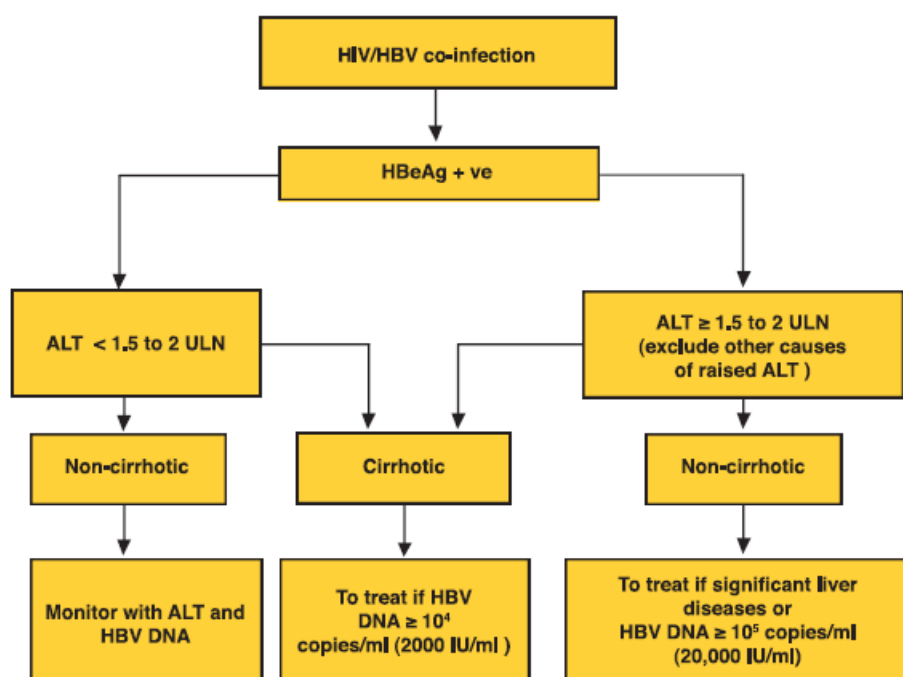 HIV/HBV co-infection
HBeAg + ve
ALT < 1.5 to 2 ULN
ALT ≥ 1.5 to 2 ULN
(exclude other causes
of raised ALT )
Non-cirrhotic
Cirrhotic
Non-cirrhotic
Monitor with ALT and
HBV DNA
To treat if HBV
DNA ≥ 10⁴
copies/ml (2000 IU/ml )
To treat if significant liver
diseases or
HBV DNA ≥ 10⁵ copies/ml
(20,000 IU/ml)